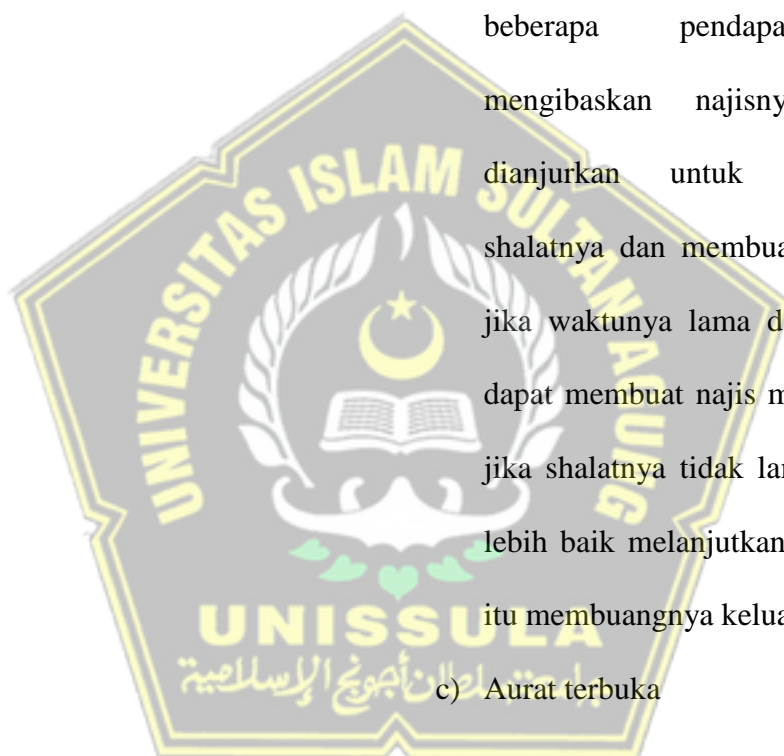 beberapa pendapa
mengibaskan najisny
dianjurkan untuk
shalatnya dan membua
jika waktunya lama d
dapat membuat najis m
jika shalatnya tidak la
lebih baik melanjutkan
itu membuangnya kelua
c) Aurat terbuka
UNIVERSITAS ISLAM SULTAN AGUNG
UNISSULA
جامعة سلطان أجونج الإسلامية